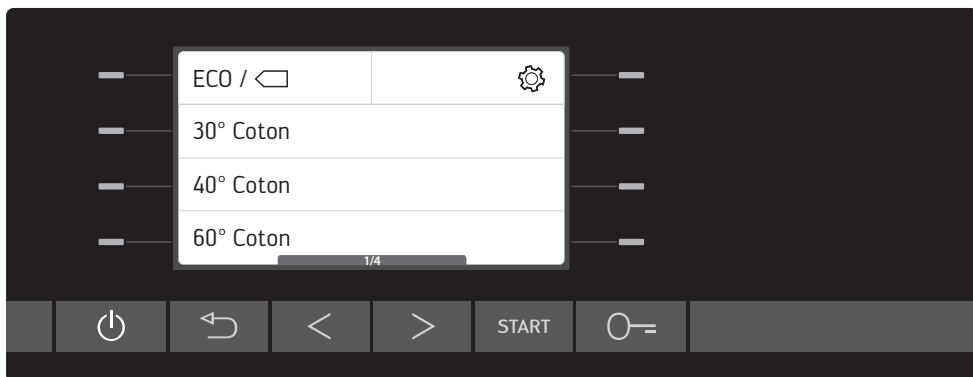 ECO /
30° Coton
40° Coton
60° Coton
1/4
< > START